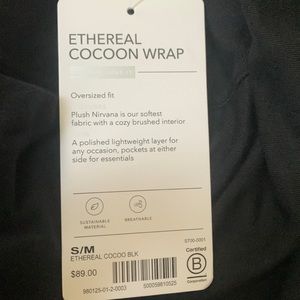 ETHEREAL
COCOON WRAP
Oversized fit
Plush Nirvana is our softest
fabric with a cozy brushed interior
A polished lightweight layer for
any occasion, pockets at either
side for essentials
SUSTAINABLE
MATERIAL
BREATHABLE
S/M
ST00-0001
ETHEREAL COCOO BLK
Certified
$89.00
B
Corporation
980125-01-2-0003
500059810525